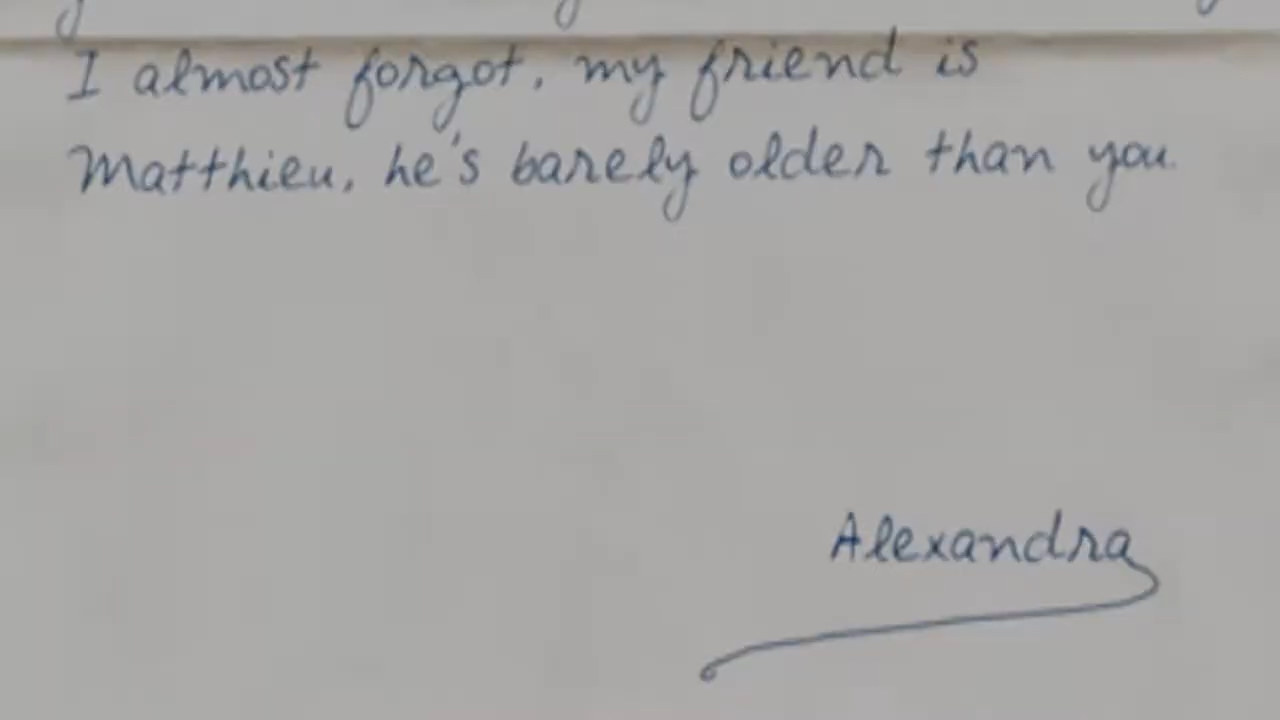 I almost forgot, my friend is
Matthieu, he's barely older than you.
Alexandra